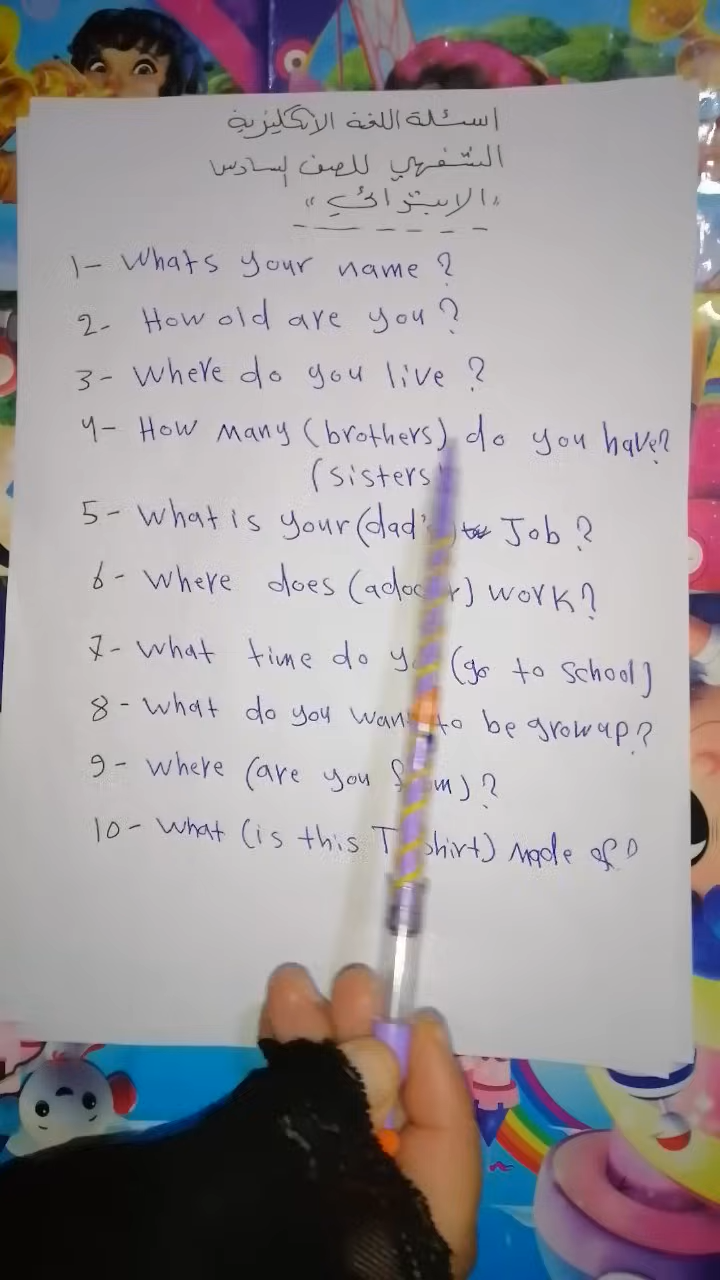 اسئلة اللغة الانكليزية
الشفهي للصف السادس
"الابتدائي"
1- Whats your name ?
2- How old are you ?
3- Where do you live ?
4- How many (brothers) do you have?
(sisters)
5- What is your (dad's) Job ?
6- Where does ( ) work ?
7- What time do (go to school)
8- What do you to be growup ?
9- Where (are you ) ?
10- What (is this T shirt) Made of?